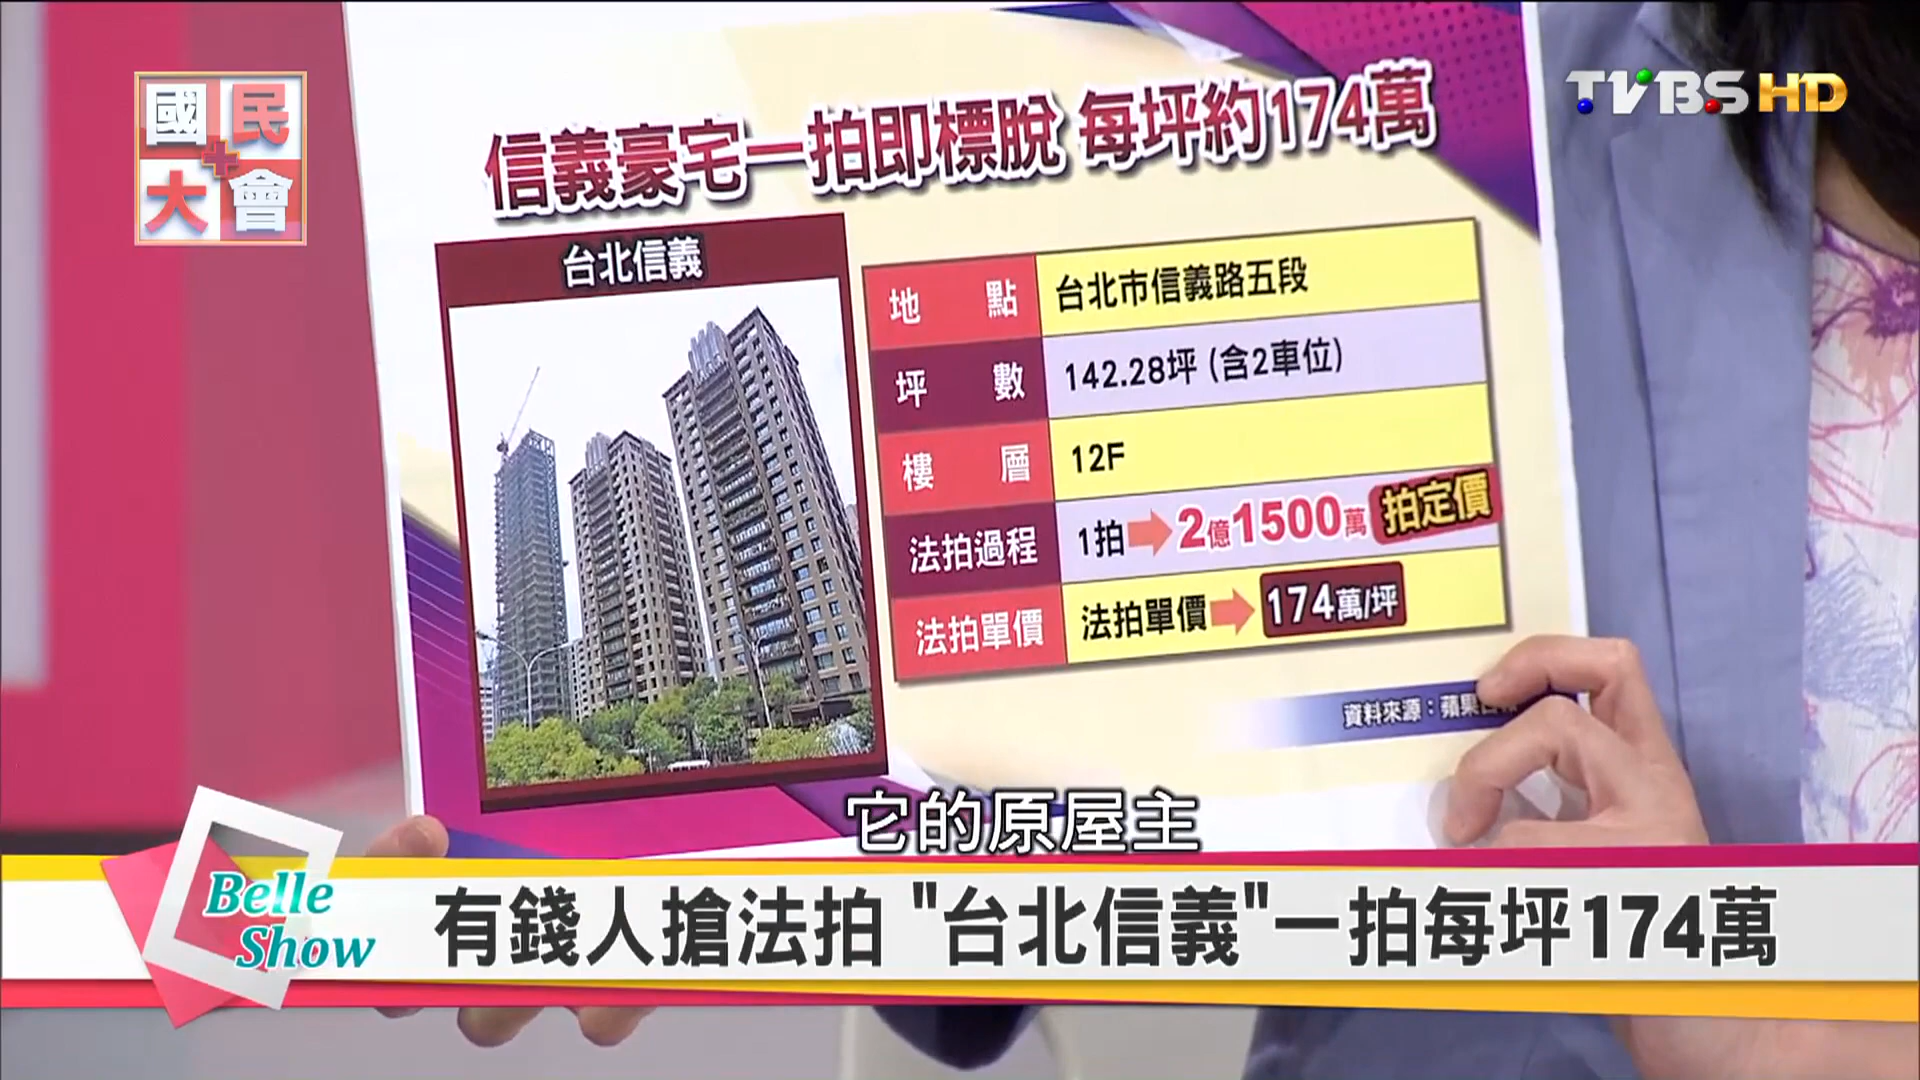 國民
大會
TVBS HD
信義豪宅一拍即標脫 每坪約174萬
台北信義
地點 台北市信義路五段
坪數 142.28坪 (含2車位)
樓層 12F
法拍過程 1拍 2億1500萬 拍定價
法拍單價 法拍單價 174萬/坪
資料來源：蘋果
它的原屋主
Belle
Show
有錢人搶法拍 "台北信義"一拍每坪174萬